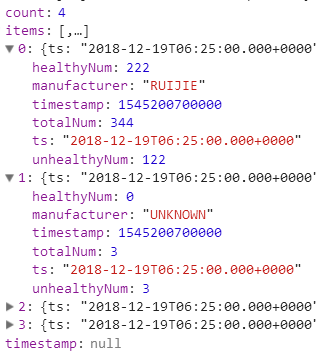 count: 4
items: [,…]
▼0: {ts: "2018-12-19T06:25:00.000+0000"
healthyNum: 222
manufacturer: "RUIJIE"
timestamp: 1545200700000
totalNum: 344
ts: "2018-12-19T06:25:00.000+0000"
unhealthyNum: 122
▼1: {ts: "2018-12-19T06:25:00.000+0000"
healthyNum: 0
manufacturer: "UNKNOWN"
timestamp: 1545200700000
totalNum: 3
ts: "2018-12-19T06:25:00.000+0000"
unhealthyNum: 3
▶2: {ts: "2018-12-19T06:25:00.000+0000"
▶3: {ts: "2018-12-19T06:25:00.000+0000"
timestamp: null